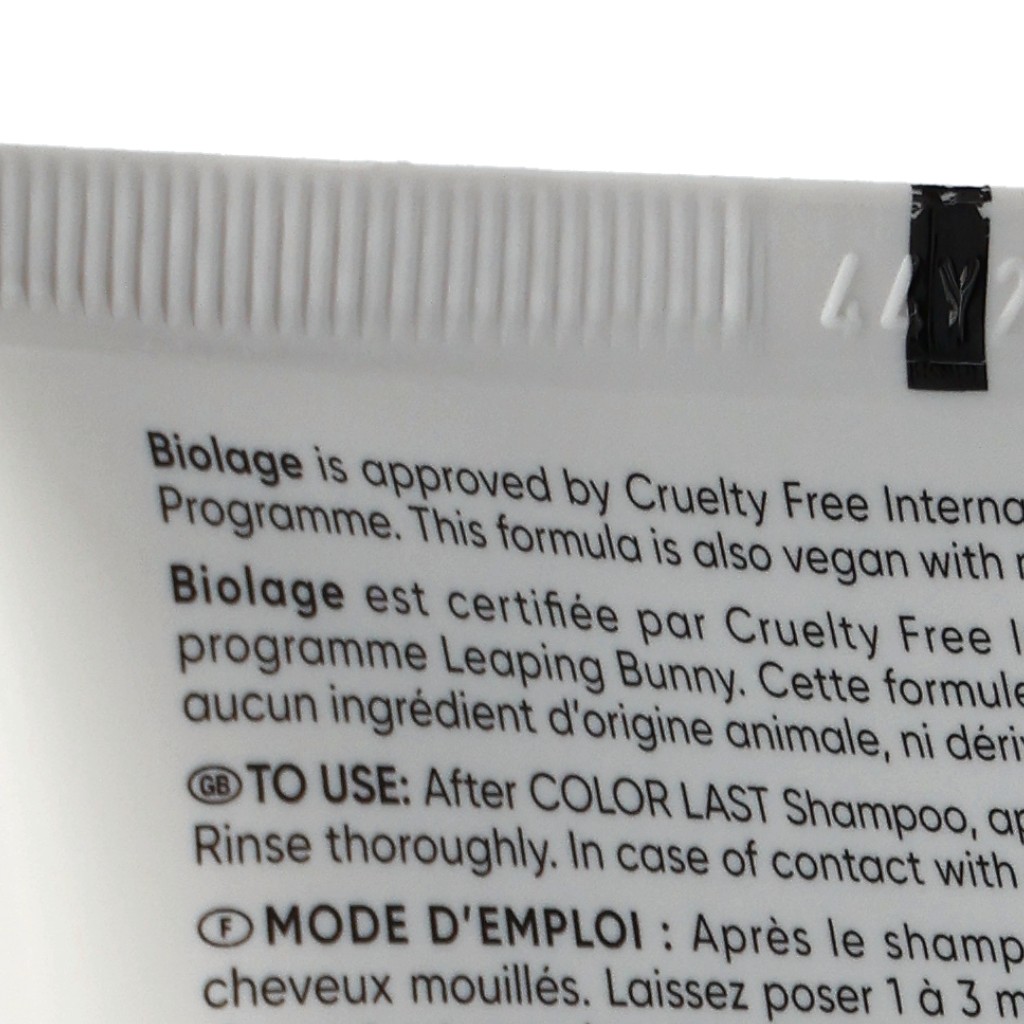 44Y
Biolage is approved by Cruelty Free Interna
Programme. This formula is also vegan with
Biolage est certifiée par Cruelty Free I
programme Leaping Bunny. Cette formule
aucun ingrédient d'origine animale, ni déri
GB TO USE: After COLOR LAST Shampoo, ap
Rinse thoroughly. In case of contact with
F MODE D'EMPLOI : Après le shamp
cheveux mouillés. Laissez poser 1 à 3 m